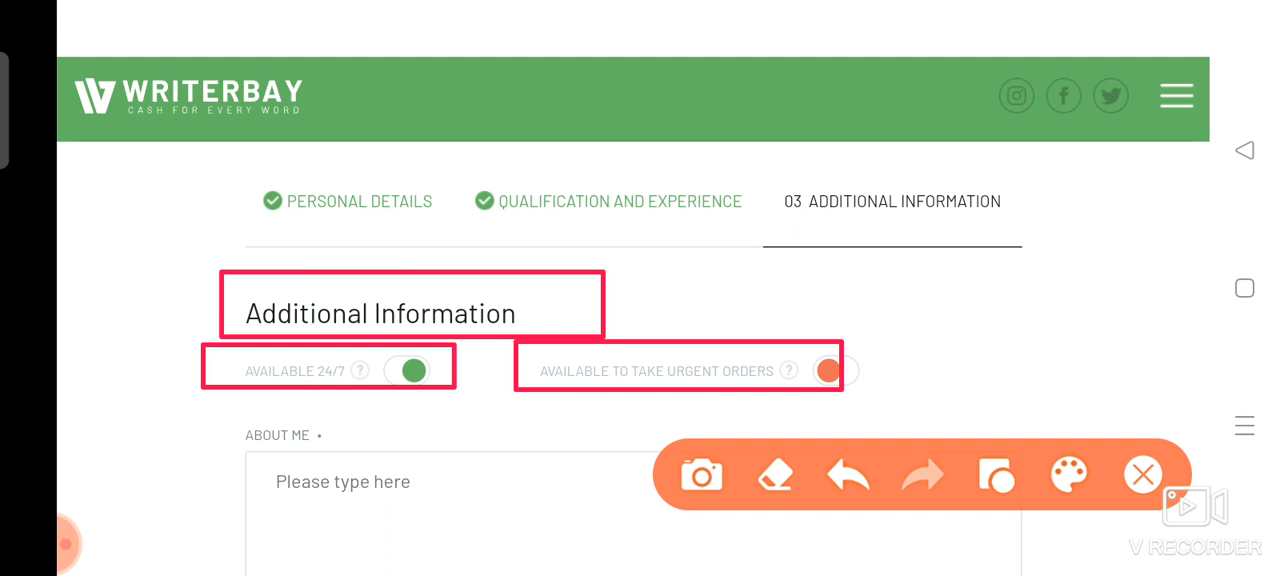 WRITERBAY
CASH FOR EVERY WORD
PERSONAL DETAILS
QUALIFICATION AND EXPERIENCE
03 ADDITIONAL INFORMATION
Additional Information
AVAILABLE 24/7 ?
AVAILABLE TO TAKE URGENT ORDERS ?
ABOUT ME •
Please type here
V RECORDER